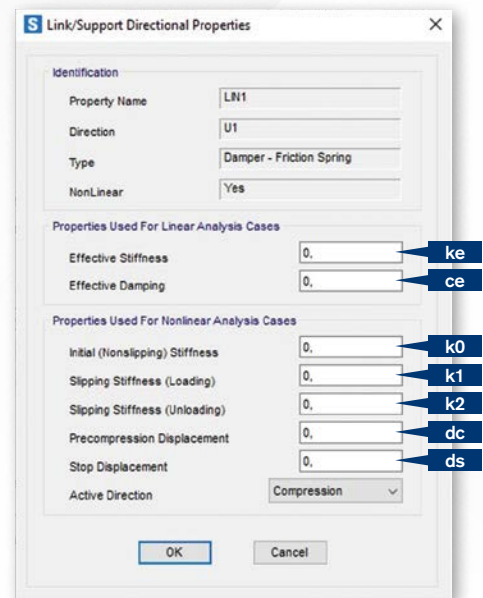 S Link/Support Directional Properties ×
Identification
Property Name LIN1
Direction U1
Type Damper - Friction Spring
NonLinear Yes
Properties Used For Linear Analysis Cases
Effective Stiffness 0, ke
Effective Damping 0, ce
Properties Used For Nonlinear Analysis Cases
Initial (Nonslipping) Stiffness 0, k0
Slipping Stiffness (Loading) 0, k1
Slipping Stiffness (Unloading) 0, k2
Precompression Displacement 0, dc
Stop Displacement 0, ds
Active Direction Compression
OK Cancel